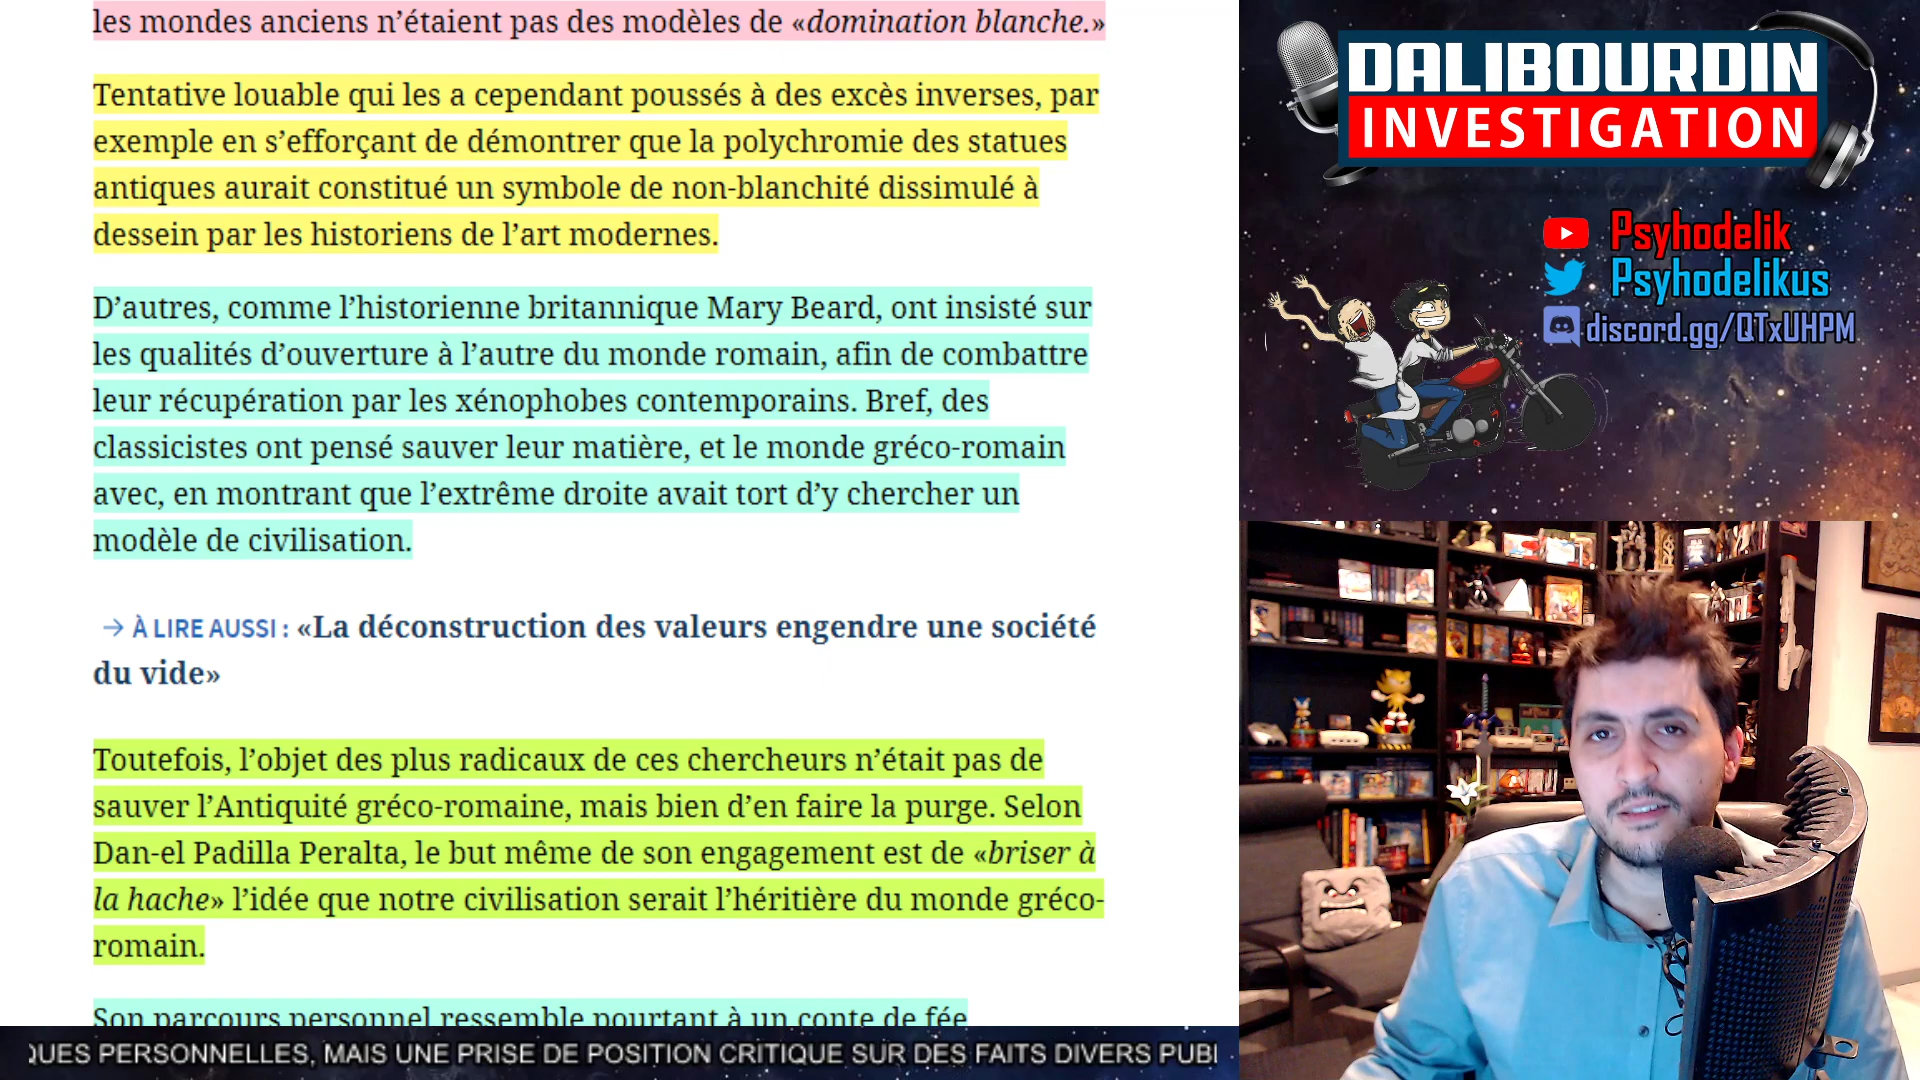 les mondes anciens n’étaient pas des modèles de «domination blanche.»
Tentative louable qui les a cependant poussés à des excès inverses, par
exemple en s’efforçant de démontrer que la polychromie des statues
antiques aurait constitué un symbole de non-blanchité dissimulé à
dessein par les historiens de l’art modernes.
D’autres, comme l’historienne britannique Mary Beard, ont insisté sur
les qualités d’ouverture à l’autre du monde romain, afin de combattre
leur récupération par les xénophobes contemporains. Bref, des
classicistes ont pensé sauver leur matière, et le monde gréco-romain
avec, en montrant que l’extrême droite avait tort d’y chercher un
modèle de civilisation.
→ À LIRE AUSSI : «La déconstruction des valeurs engendre une société
du vide»
Toutefois, l’objet des plus radicaux de ces chercheurs n’était pas de
sauver l’Antiquité gréco-romaine, mais bien d’en faire la purge. Selon
Dan-el Padilla Peralta, le but même de son engagement est de «briser à
la hache» l’idée que notre civilisation serait l’héritière du monde gréco-
romain.
Son parcours personnel ressemble pourtant à un conte de fée
QUES PERSONNELLES, MAIS UNE PRISE DE POSITION CRITIQUE SUR DES FAITS DIVERS PUBL
DALIBOURDIN
INVESTIGATION
Psyhodelik
Psyhodelikus
discord.gg/QTxUHPM